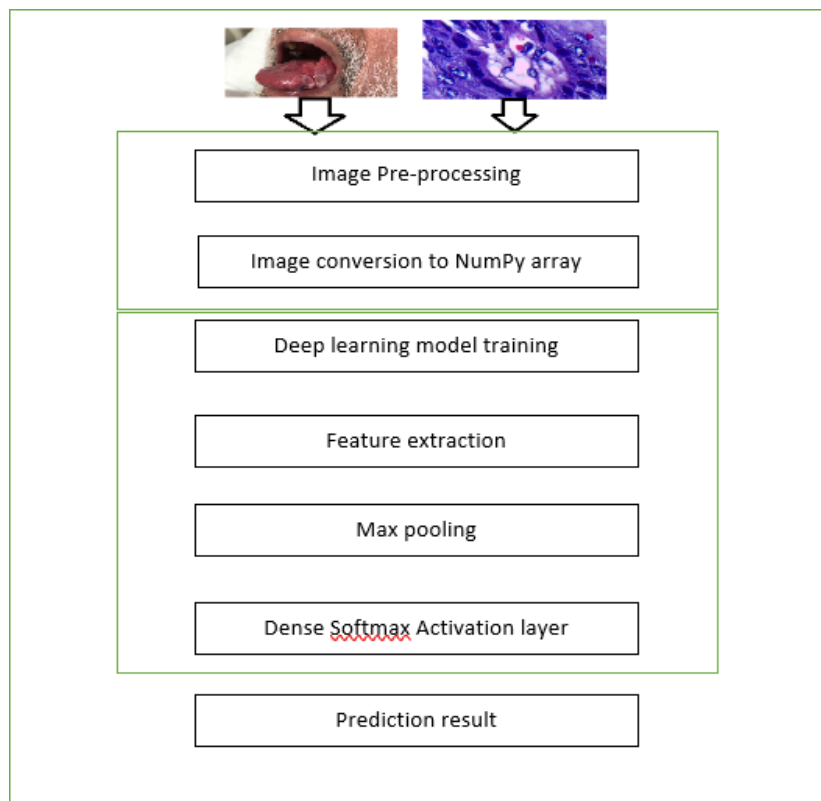 Image Pre-processing
Image conversion to NumPy array
Deep learning model training
Feature extraction
Max pooling
Dense Softmax Activation layer
Prediction result